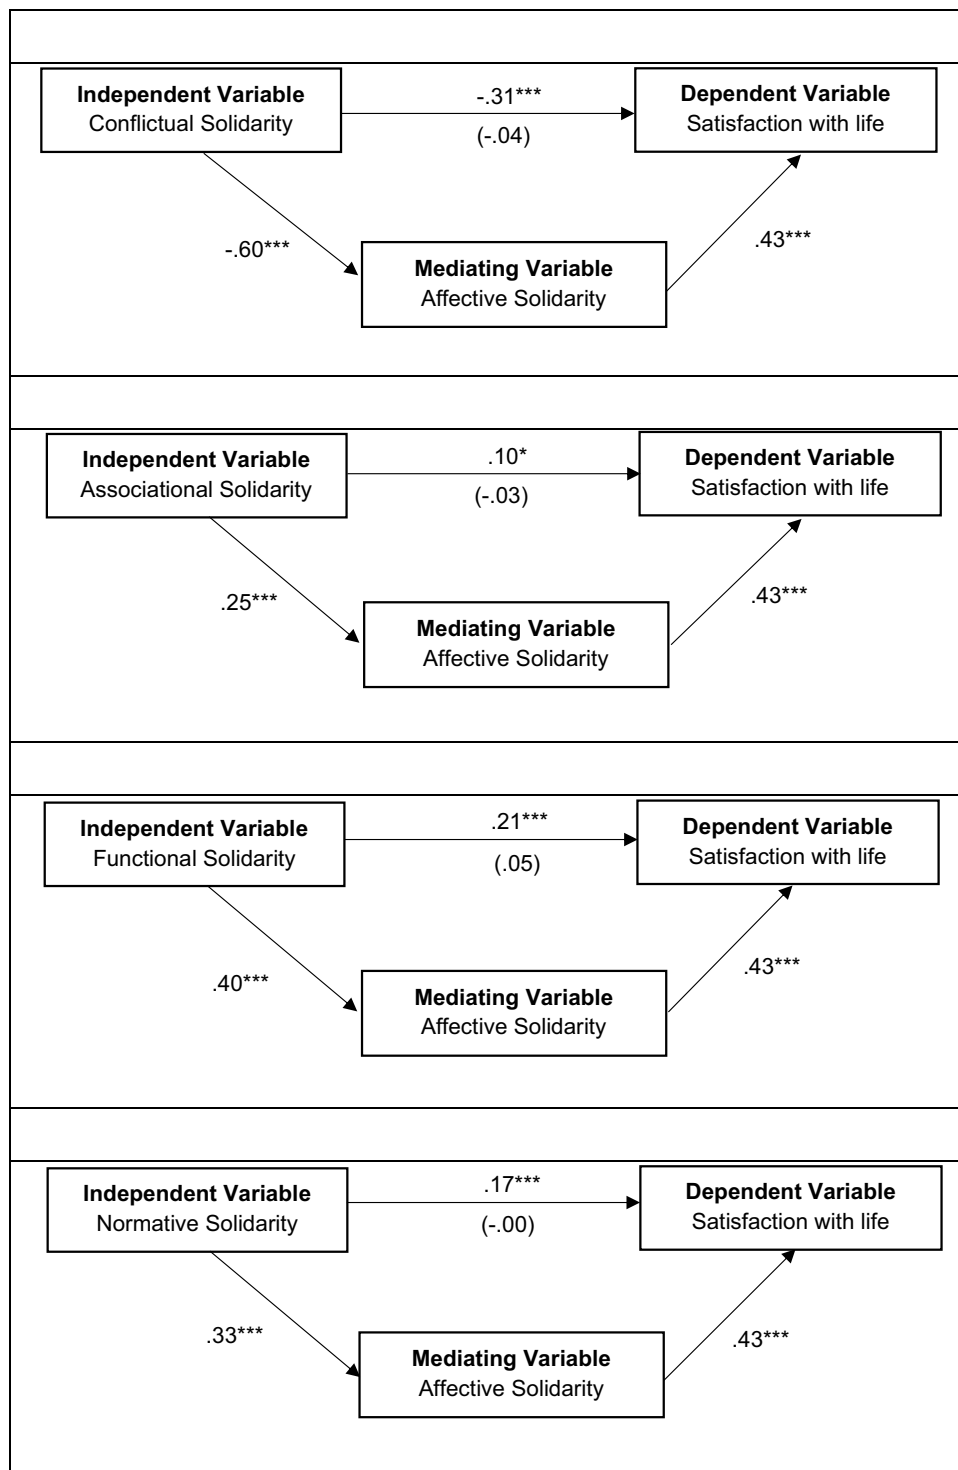 Independent Variable
Conflictual Solidarity
-.31***
(-.04)
Dependent Variable
Satisfaction with life
-.60***
Mediating Variable
Affective Solidarity
.43***
Independent Variable
Associational Solidarity
.10*
(-.03)
Dependent Variable
Satisfaction with life
.25***
Mediating Variable
Affective Solidarity
.43***
Independent Variable
Functional Solidarity
.21***
(.05)
Dependent Variable
Satisfaction with life
.40***
Mediating Variable
Affective Solidarity
.43***
Independent Variable
Normative Solidarity
.17***
(-.00)
Dependent Variable
Satisfaction with life
.33***
Mediating Variable
Affective Solidarity
.43***